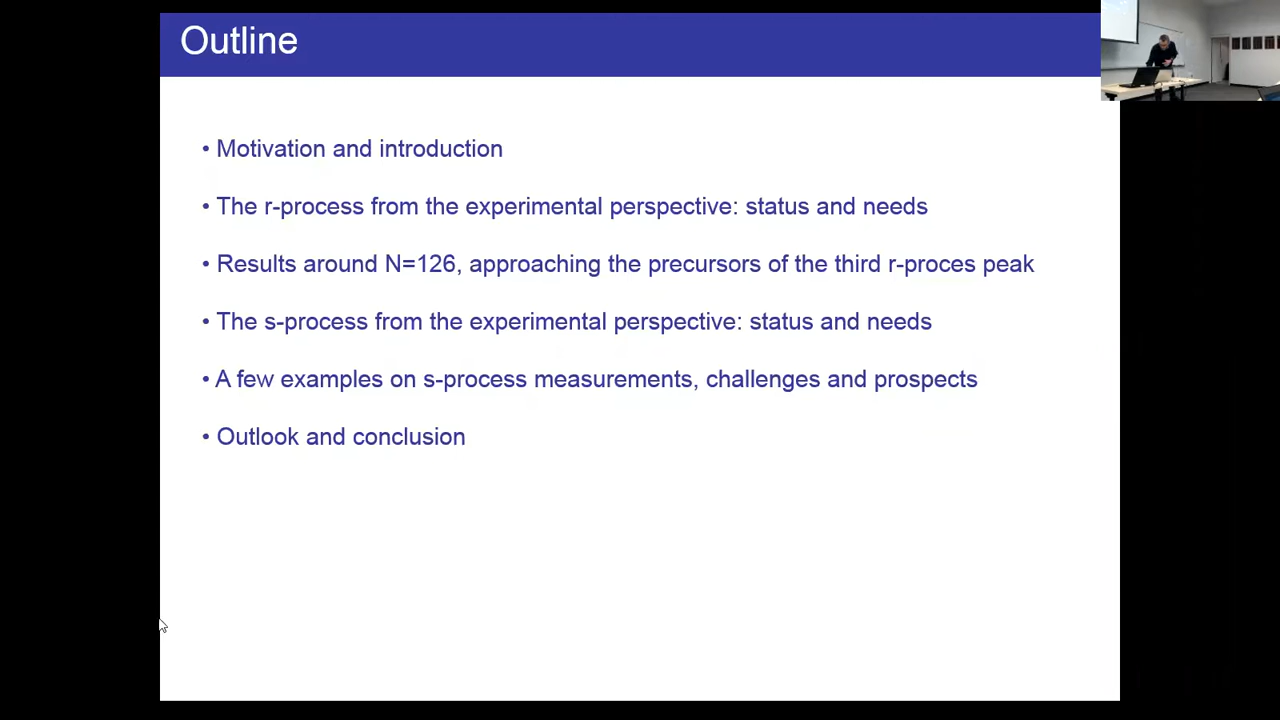 Outline
• Motivation and introduction
• The r-process from the experimental perspective: status and needs
• Results around N=126, approaching the precursors of the third r-proces peak
• The s-process from the experimental perspective: status and needs
• A few examples on s-process measurements, challenges and prospects
• Outlook and conclusion